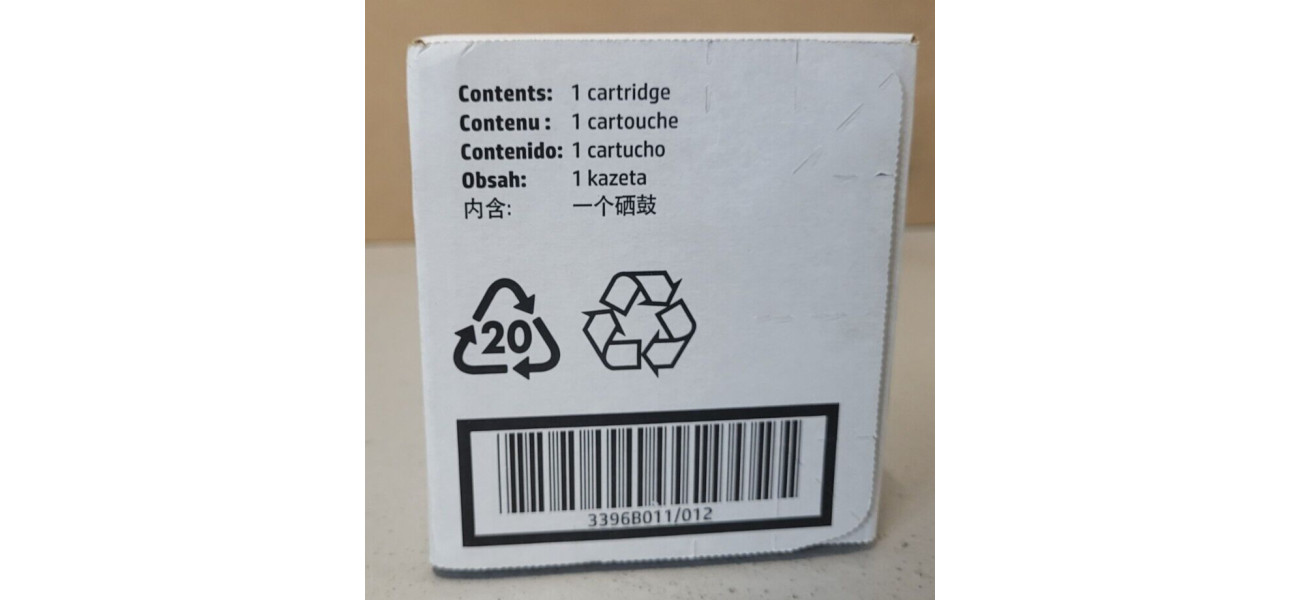 Contents: 1 cartridge
Contenu : 1 cartouche
Contenido: 1 cartucho
Obsah: 1 kazeta
内含: 一个硒鼓
20
3396B011/012